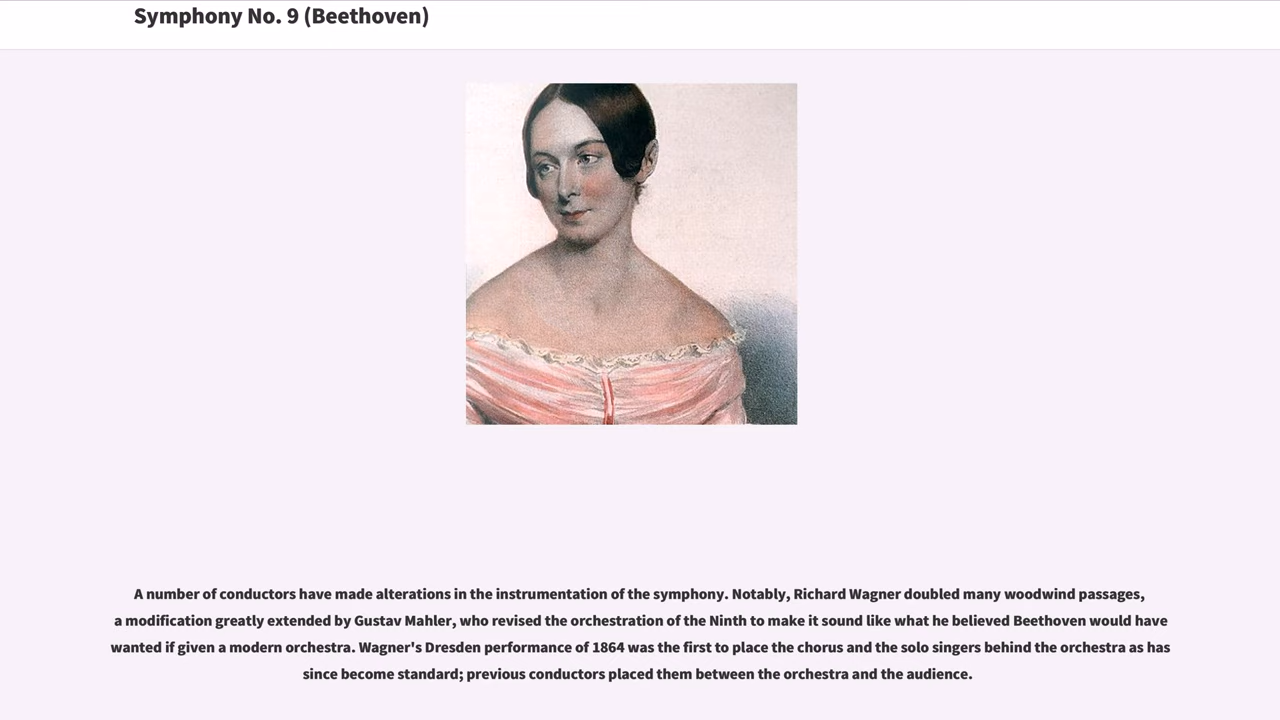 Symphony No. 9 (Beethoven)
A number of conductors have made alterations in the instrumentation of the symphony. Notably, Richard Wagner doubled many woodwind passages,
a modification greatly extended by Gustav Mahler, who revised the orchestration of the Ninth to make it sound like what he believed Beethoven would have
wanted if given a modern orchestra. Wagner's Dresden performance of 1864 was the first to place the chorus and the solo singers behind the orchestra as has
since become standard; previous conductors placed them between the orchestra and the audience.